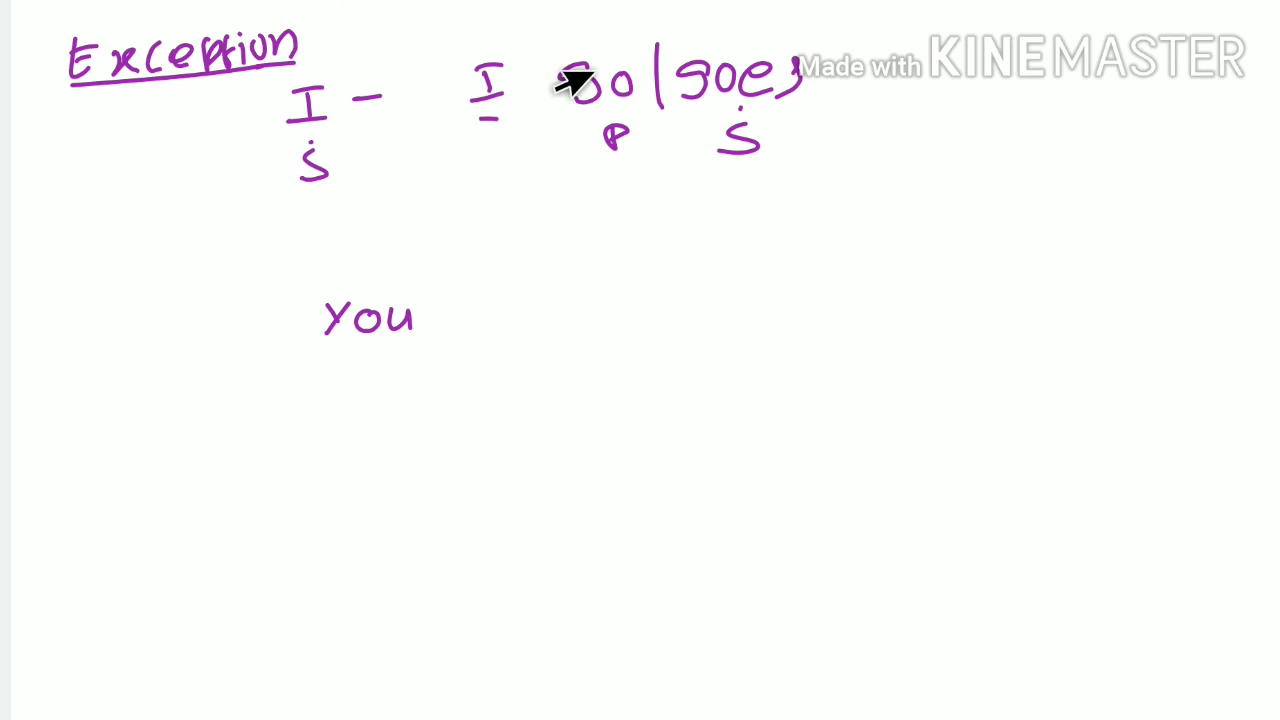 Exception
I - I go | goes
Made with KINEMASTER
S P S
You